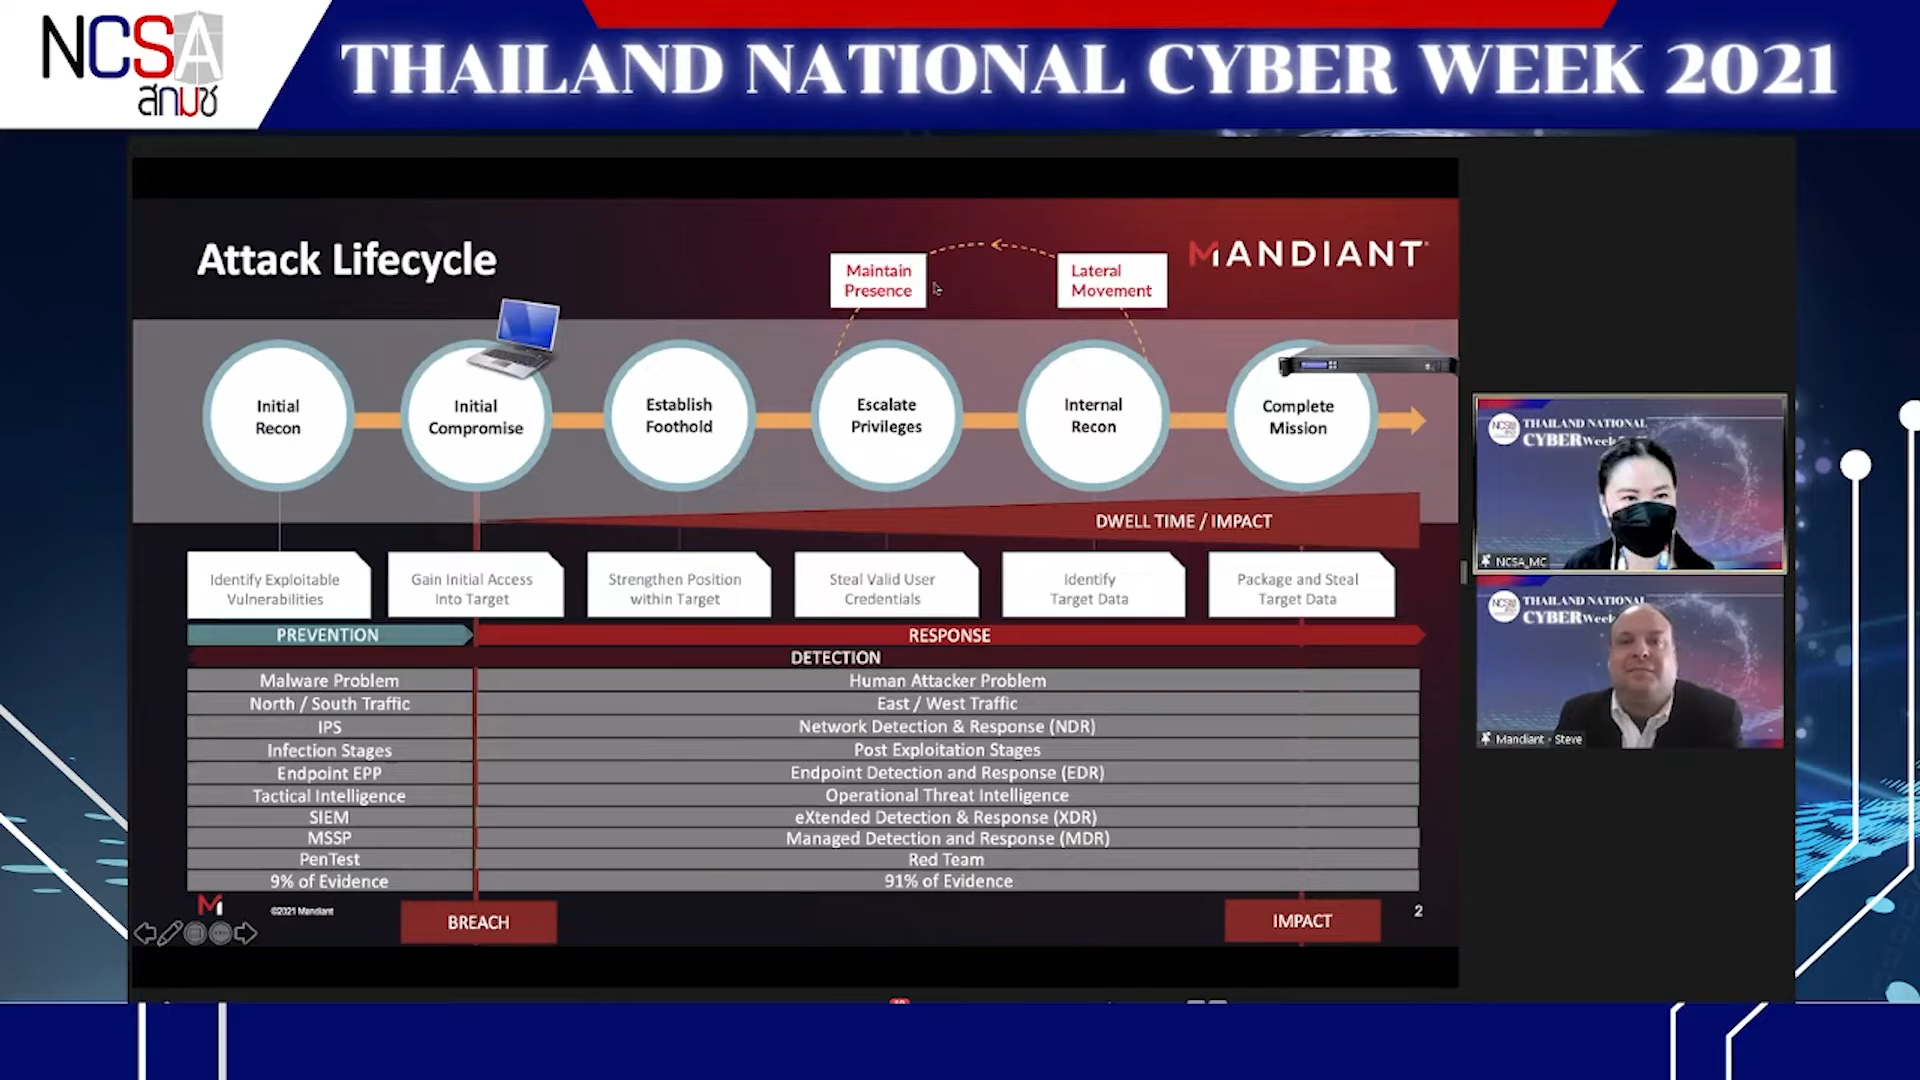 NCSA
สกมช
THAILAND NATIONAL CYBER WEEK 2021
Attack Lifecycle
MANDIANT
Maintain
Presence
Lateral
Movement
Initial
Recon
Initial
Compromise
Establish
Foothold
Escalate
Privileges
Internal
Recon
Complete
Mission
DWELL TIME / IMPACT
Identify Exploitable
Vulnerabilities
Gain Initial Access
Into Target
Strengthen Position
within Target
Steal Valid User
Credentials
Identify
Target Data
Package and Steal
Target Data
PREVENTION
RESPONSE
DETECTION
Malware Problem
Human Attacker Problem
North / South Traffic
East / West Traffic
IPS
Network Detection & Response (NDR)
Infection Stages
Post Exploitation Stages
Endpoint EPP
Endpoint Detection and Response (EDR)
Tactical Intelligence
Operational Threat Intelligence
SIEM
eXtended Detection & Response (XDR)
MSSP
Managed Detection and Response (MDR)
PenTest
Red Team
9% of Evidence
91% of Evidence
©2021 Mandiant
BREACH
IMPACT
2
NCSA
THAILAND NATIONAL
CYBER Week
NCSA_MC
NCSA
THAILAND NATIONAL
CYBER Week
Mandiant - Steve